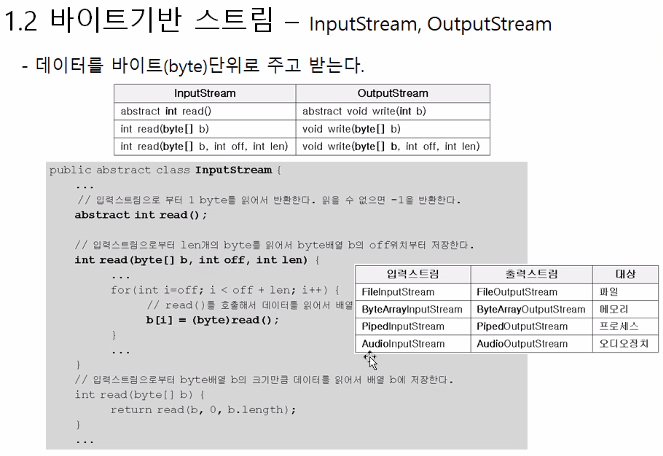 1.2 바이트기반 스트림 – InputStream, OutputStream
- 데이터를 바이트(byte)단위로 주고 받는다.
InputStream OutputStream
abstract int read() abstract void write(int b)
int read(byte[] b) void write(byte[] b)
int read(byte[] b, int off, int len) void write(byte[] b, int off, int len)
public abstract class InputStream {
...
// 입력스트림으로 부터 1 byte를 읽어서 반환한다. 읽을 수 없으면 -1을 반환한다.
abstract int read();
// 입력스트림으로부터 len개의 byte를 읽어서 byte배열 b의 off위치부터 저장한다.
int read(byte[] b, int off, int len) {
...
for(int i=off; i < off + len; i++) {
// read()를 호출해서 데이터를 읽어서 배열
b[i] = (byte)read();
}
...
}
// 입력스트림으로부터 byte배열 b의 크기만큼 데이터를 읽어서 배열 b에 저장한다.
int read(byte[] b) {
return read(b, 0, b.length);
}
...
입력스트림 출력스트림 대상
FileInputStream FileOutputStream 파일
ByteArrayInputStream ByteArrayOutputStream 메모리
PipedInputStream PipedOutputStream 프로세스
AudioInputStream AudioOutputStream 오디오장치